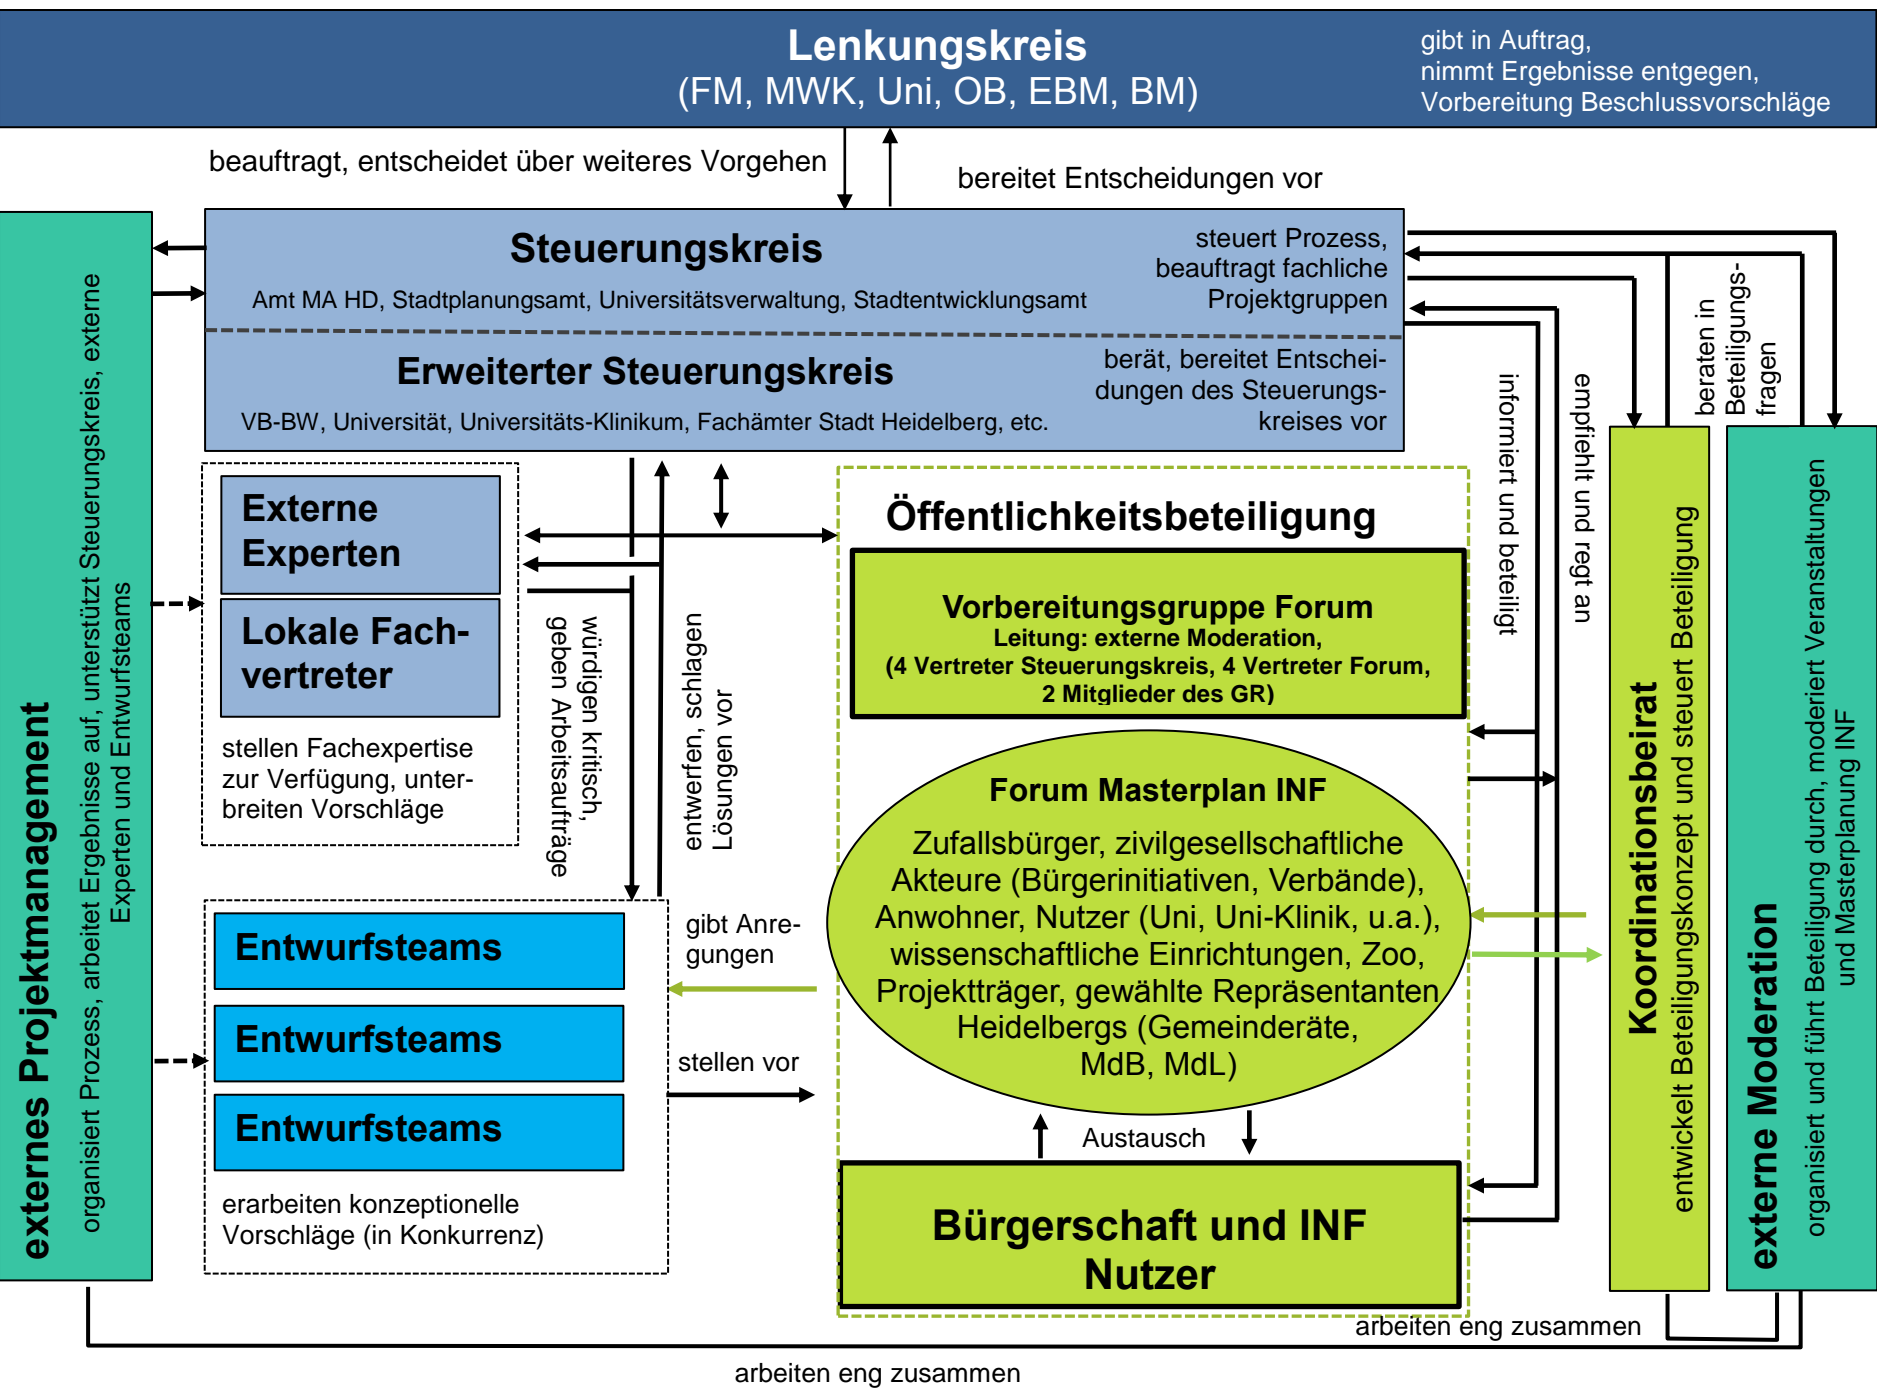 Lenkungskreis
(FM, MWK, Uni, OB, EBM, BM)
gibt in Auftrag,
nimmt Ergebnisse entgegen,
Vorbereitung Beschlussvorschläge
beauftragt, entscheidet über weiteres Vorgehen
bereitet Entscheidungen vor
Steuerungskreis
Amt MA HD, Stadtplanungsamt, Universitätsverwaltung, Stadtentwicklungsamt
steuert Prozess,
beauftragt fachliche
Projektgruppen
Erweiterter Steuerungskreis
VB-BW, Universität, Universitäts-Klinikum, Fachämter Stadt Heidelberg, etc.
berät, bereitet Entschei-
dungen des Steuerungs-
kreises vor
externes Projektmanagement
organisiert Prozess, arbeitet Ergebnisse auf, unterstützt Steuerungskreis, externe
Experten und Entwurfsteams
Externe
Experten
Lokale Fach-
vertreter
stellen Fachexpertise
zur Verfügung, unter-
breiten Vorschläge
würdigen kritisch,
geben Arbeitsaufträge
entwerfen, schlagen
Lösungen vor
Entwurfsteams
Entwurfsteams
Entwurfsteams
erarbeiten konzeptionelle
Vorschläge (in Konkurrenz)
gibt Anre-
gungen
stellen vor
Öffentlichkeitsbeteiligung
Vorbereitungsgruppe Forum
Leitung: externe Moderation,
(4 Vertreter Steuerungskreis, 4 Vertreter Forum,
2 Mitglieder des GR)
Forum Masterplan INF
Zufallsbürger, zivilgesellschaftliche
Akteure (Bürgerinitiativen, Verbände),
Anwohner, Nutzer (Uni, Uni-Klinik, u.a.),
wissenschaftliche Einrichtungen, Zoo,
Projektträger, gewählte Repräsentanten
Heidelbergs (Gemeinderäte,
MdB, MdL)
Austausch
Bürgerschaft und INF
Nutzer
informiert und beteiligt
empfiehlt und regt an
beraten in
Beteiligungs-
fragen
Koordinationsbeirat
entwickelt Beteiligungskonzept und steuert Beteiligung
externe Moderation
organisiert und führt Beteiligung durch, moderiert Veranstaltungen
und Masterplanung INF
arbeiten eng zusammen
arbeiten eng zusammen